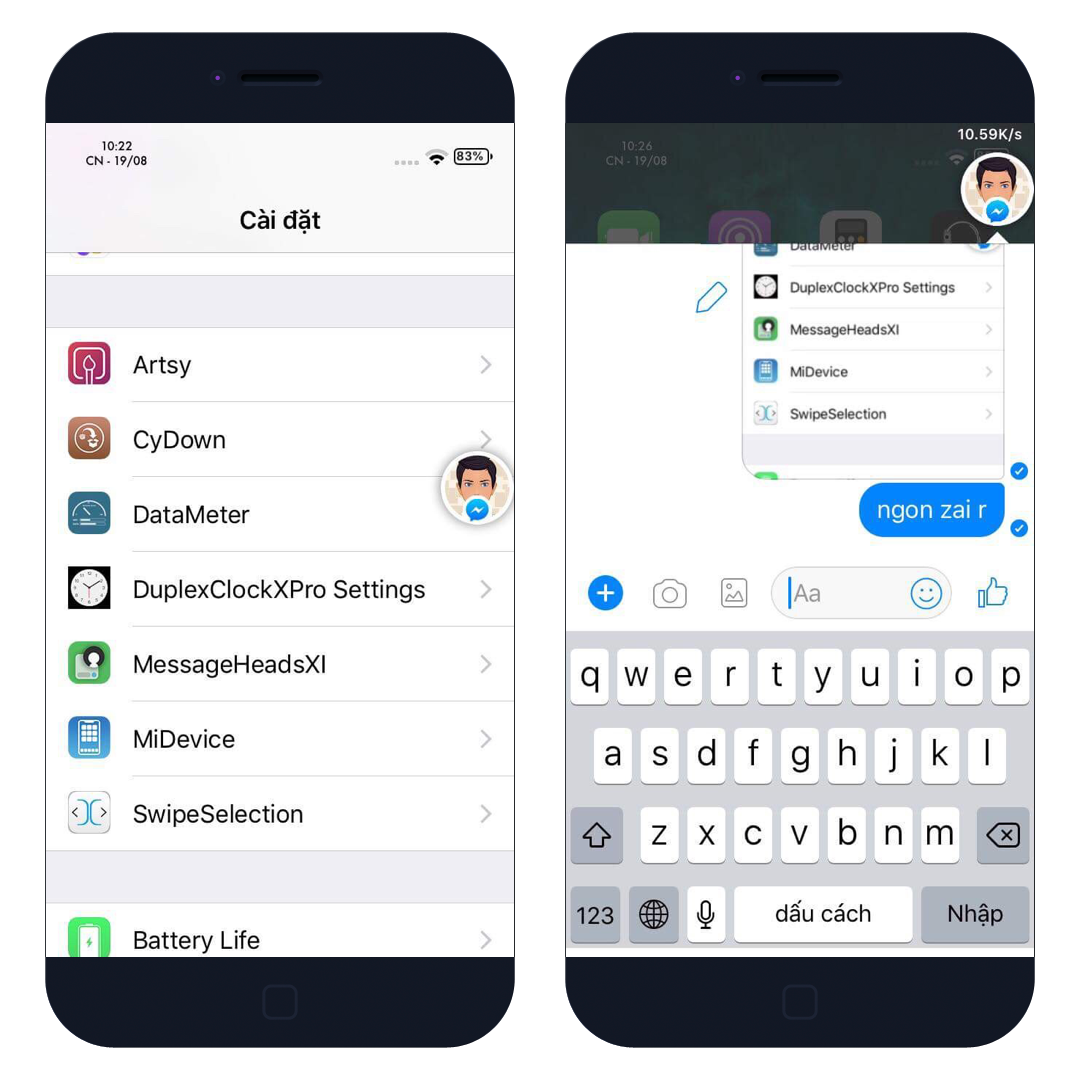 10:22
CN - 19/08
83%
Cài đặt
Artsy
CyDown
DataMeter
DuplexClockXPro Settings
MessageHeadsXI
MiDevice
SwipeSelection
Battery Life
10.59K/s
10:26
CN - 19/08
DataMeter
DuplexClockXPro Settings
MessageHeadsXI
MiDevice
SwipeSelection
ngon zai r
Aa
q w e r t y u i o p
a s d f g h j k l
z x c v b n m
123 dấu cách Nhập